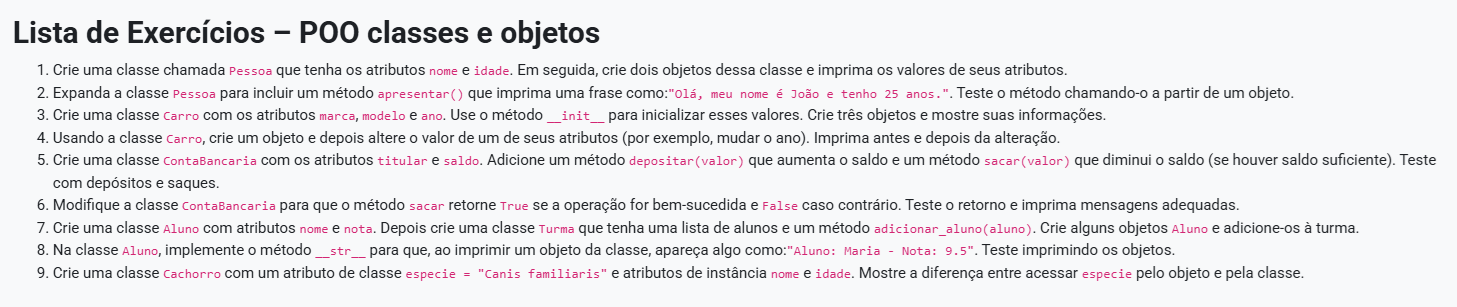 Lista de Exercícios – POO classes e objetos
1. Crie uma classe chamada Pessoa que tenha os atributos nome e idade. Em seguida, crie dois objetos dessa classe e imprima os valores de seus atributos.
2. Expanda a classe Pessoa para incluir um método apresentar() que imprima uma frase como:"Olá, meu nome é João e tenho 25 anos.". Teste o método chamando-o a partir de um objeto.
3. Crie uma classe Carro com os atributos marca, modelo e ano. Use o método __init__ para inicializar esses valores. Crie três objetos e mostre suas informações.
4. Usando a classe Carro, crie um objeto e depois altere o valor de um de seus atributos (por exemplo, mudar o ano). Imprima antes e depois da alteração.
5. Crie uma classe ContaBancaria com os atributos titular e saldo. Adicione um método depositar(valor) que aumenta o saldo e um método sacar(valor) que diminui o saldo (se houver saldo suficiente). Teste
com depósitos e saques.
6. Modifique a classe ContaBancaria para que o método sacar retorne True se a operação for bem-sucedida e False caso contrário. Teste o retorno e imprima mensagens adequadas.
7. Crie uma classe Aluno com atributos nome e nota. Depois crie uma classe Turma que tenha uma lista de alunos e um método adicionar_aluno(aluno). Crie alguns objetos Aluno e adicione-os à turma.
8. Na classe Aluno, implemente o método __str__ para que, ao imprimir um objeto da classe, apareça algo como:"Aluno: Maria - Nota: 9.5". Teste imprimindo os objetos.
9. Crie uma classe Cachorro com um atributo de classe especie = "Canis familiaris" e atributos de instância nome e idade. Mostre a diferença entre acessar especie pelo objeto e pela classe.